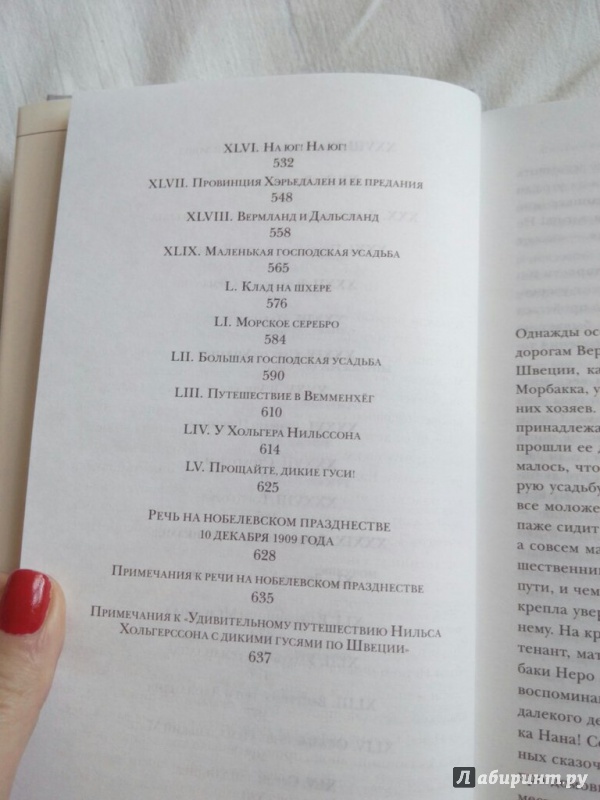 XLVI. На юг! На юг!
532
XLVII. Провинция Хэрьедален и ее предания
548
XLVIII. Вермланд и Дальсланд
558
XLIX. Маленькая господская усадьба
565
L. Клад на шхере
576
LI. Морское серебро
584
LII. Большая господская усадьба
590
LIII. Путешествие в Вемменхёг
610
LIV. У Хольгера Нильссона
614
LV. Прощайте, дикие гуси!
625
Речь на Нобелевском празднестве
10 декабря 1909 года
628
Примечания к речи на Нобелевском празднестве
635
Примечания к «Удивительному путешествию Нильса
Хольгерссона с дикими гусями по Швеции»
637
Однажды ос
дорогам Вер
Швеции, ка
Морбакка, у
них хозяев.
принадлежа
прошли ее д
малось, что
рую усадьбу
все моложе
паже сидит
а совсем ма
шественник
пути, и чем
крепла увер
нему. На кр
тенант, мат
баки Неро
воспоминан
далекого де
ка Нана! Се
ных сказоч
Лабиринт.ру